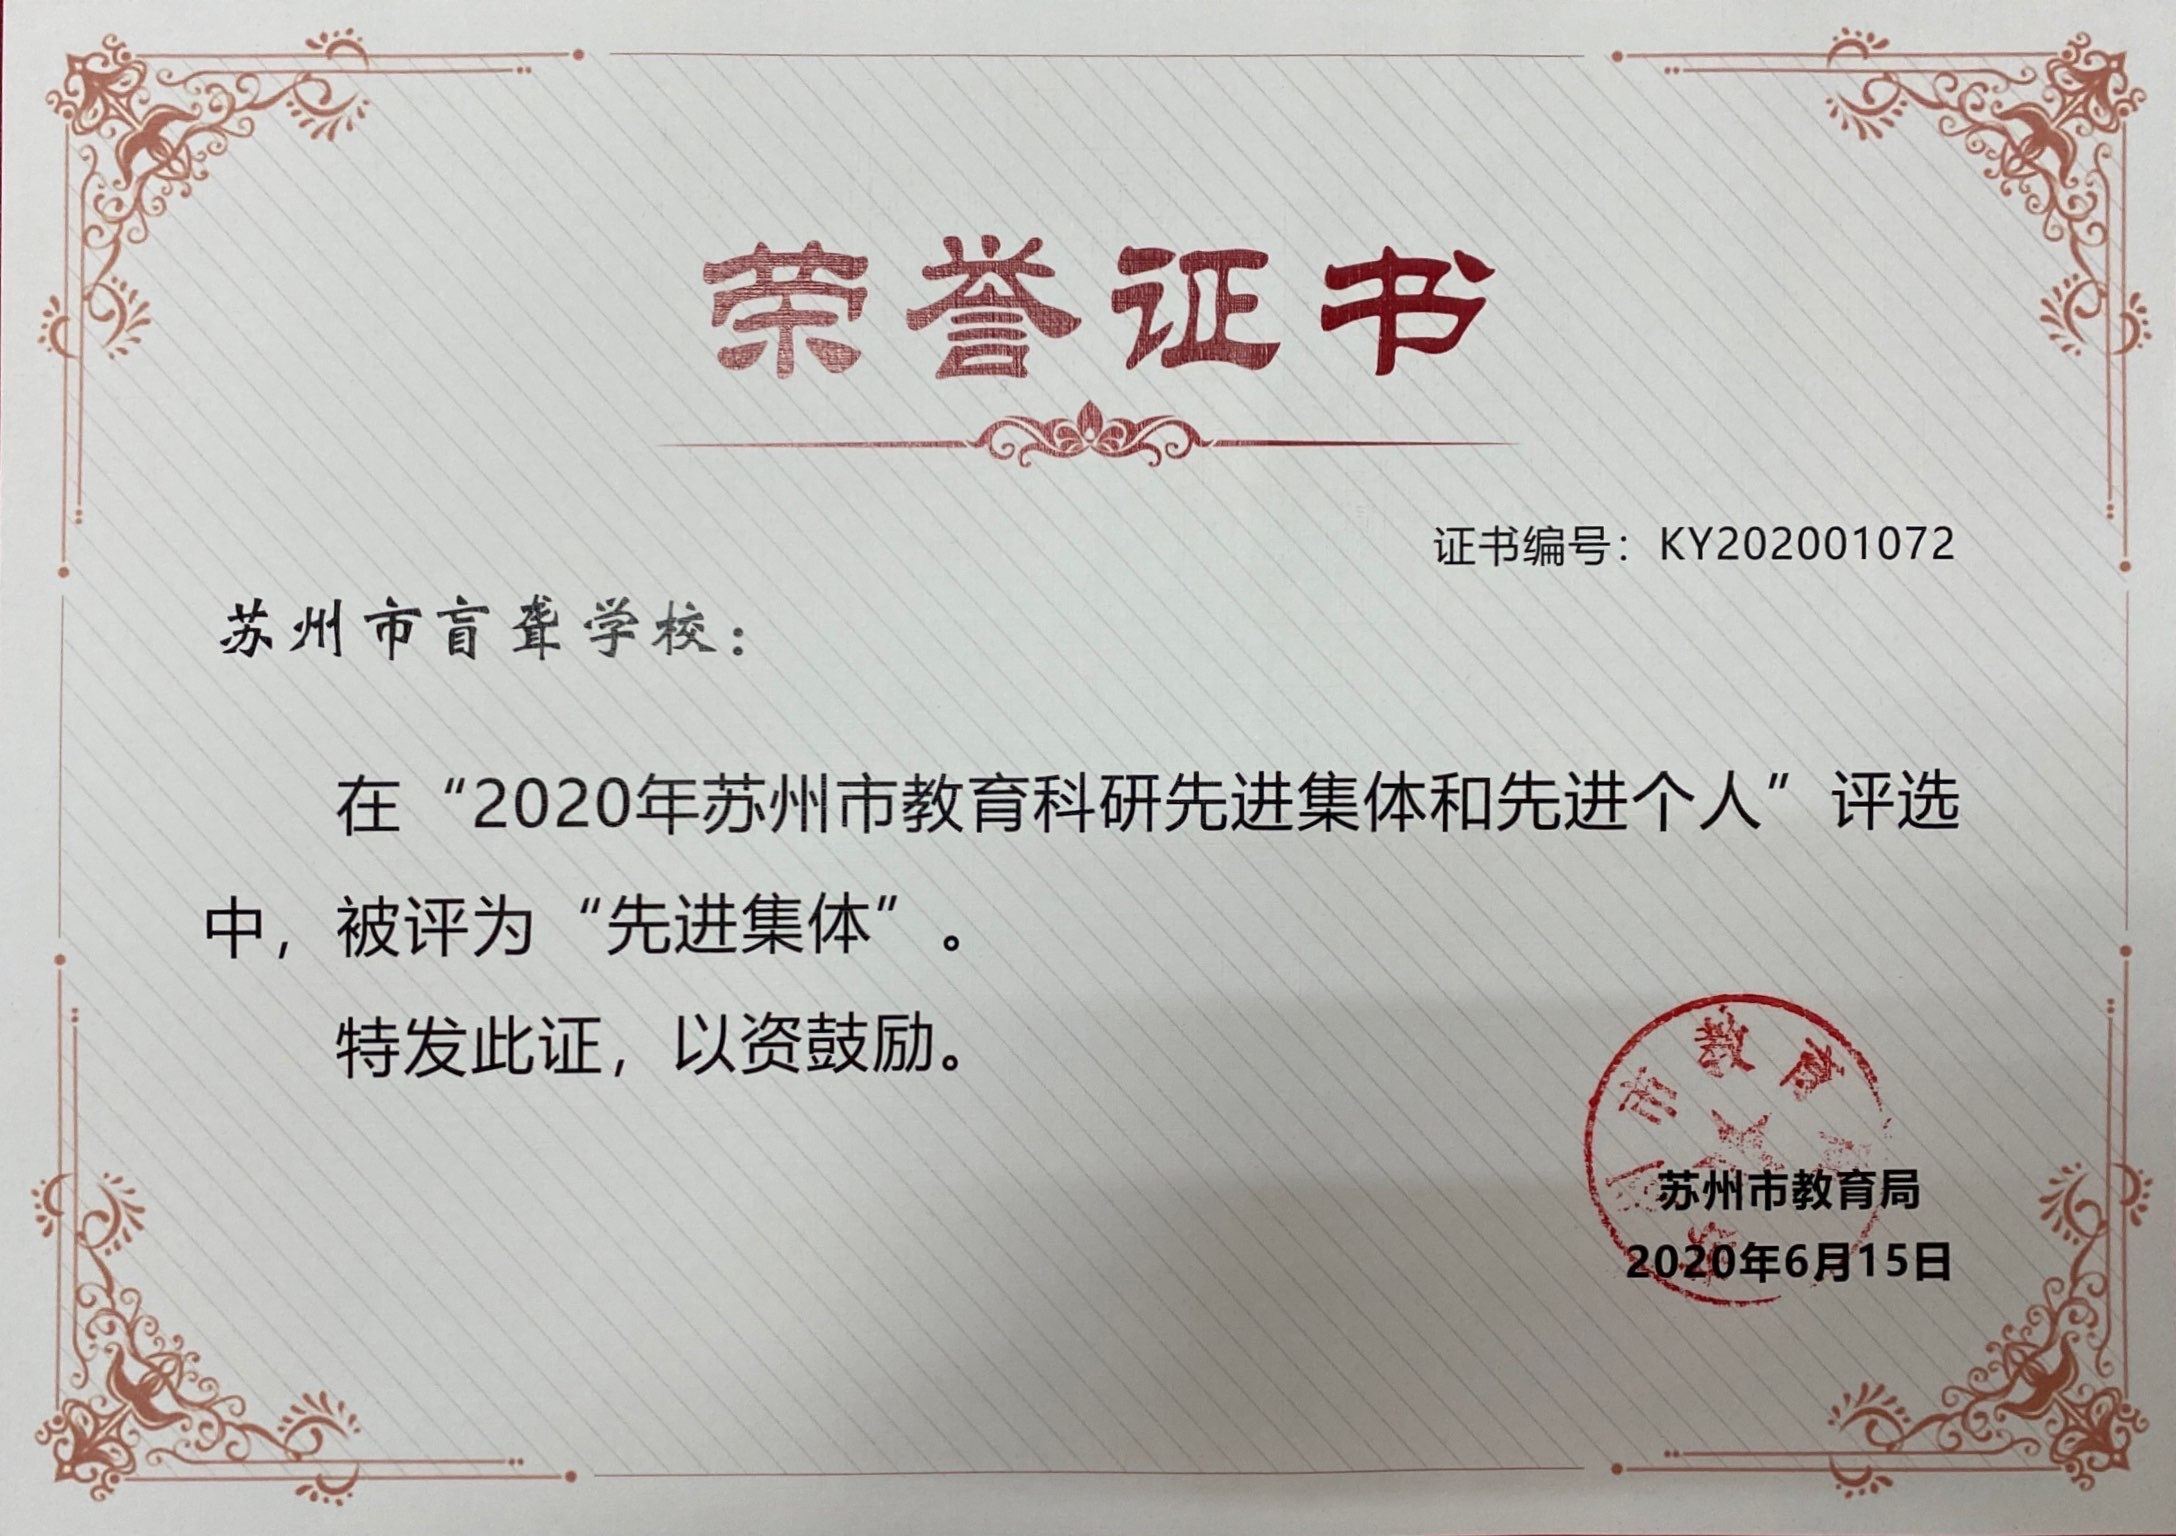 荣誉证书
证书编号：KY202001072
苏州市盲聋学校：
在“2020年苏州市教育科研先进集体和先进个人”评选
中，被评为“先进集体”。
特发此证，以资鼓励。
市教育
苏州市教育局
2020年6月15日